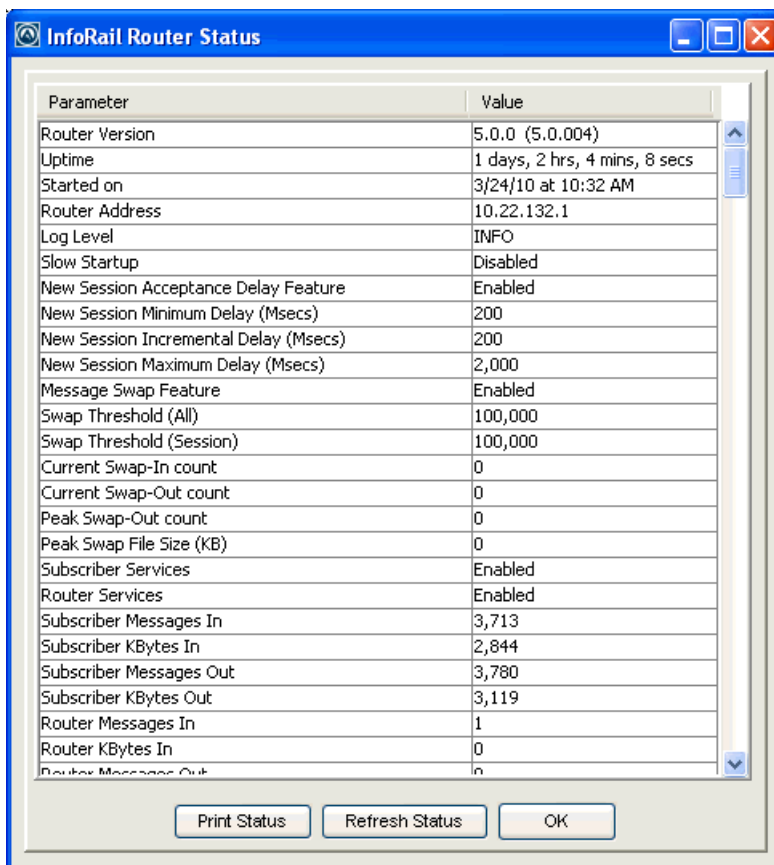 InfoRail Router Status
Parameter Value
Router Version 5.0.0 (5.0.004)
Uptime 1 days, 2 hrs, 4 mins, 8 secs
Started on 3/24/10 at 10:32 AM
Router Address 10.22.132.1
Log Level INFO
Slow Startup Disabled
New Session Acceptance Delay Feature Enabled
New Session Minimum Delay (Msecs) 200
New Session Incremental Delay (Msecs) 200
New Session Maximum Delay (Msecs) 2,000
Message Swap Feature Enabled
Swap Threshold (All) 100,000
Swap Threshold (Session) 100,000
Current Swap-In count 0
Current Swap-Out count 0
Peak Swap-Out count 0
Peak Swap File Size (KB) 0
Subscriber Services Enabled
Router Services Enabled
Subscriber Messages In 3,713
Subscriber KBytes In 2,844
Subscriber Messages Out 3,780
Subscriber KBytes Out 3,119
Router Messages In 1
Router KBytes In 0
Router Messages Out 0
Print Status Refresh Status OK